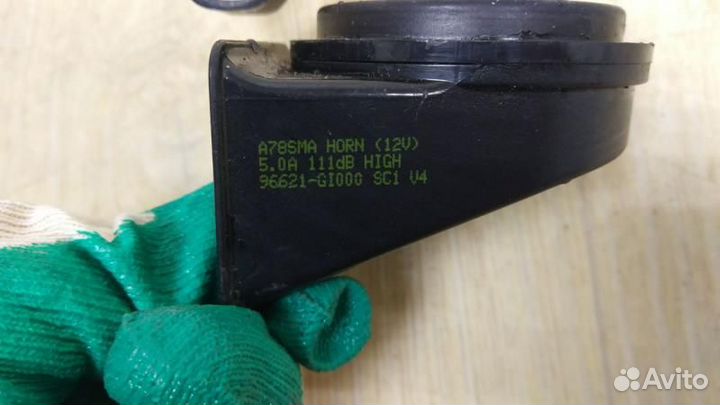 A78SMA HORN (12V)
5.0A 111dB HIGH
96621-GI000 SC1 V4
Avito